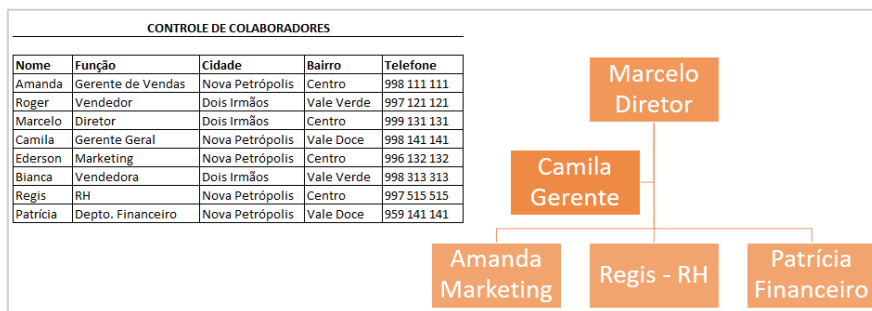 CONTROLE DE COLABORADORES
Nome Função Cidade Bairro Telefone
Amanda Gerente de Vendas Nova Petrópolis Centro 998 111 111
Roger Vendedor Dois Irmãos Vale Verde 997 121 121
Marcelo Diretor Dois Irmãos Centro 999 131 131
Camila Gerente Geral Nova Petrópolis Vale Doce 998 141 141
Ederson Marketing Nova Petrópolis Centro 996 132 132
Bianca Vendedora Dois Irmãos Vale Verde 998 313 313
Regis RH Nova Petrópolis Centro 997 515 515
Patrícia Depto. Financeiro Nova Petrópolis Vale Doce 959 141 141
Marcelo
Diretor
Camila
Gerente
Amanda
Marketing
Regis - RH
Patrícia
Financeiro